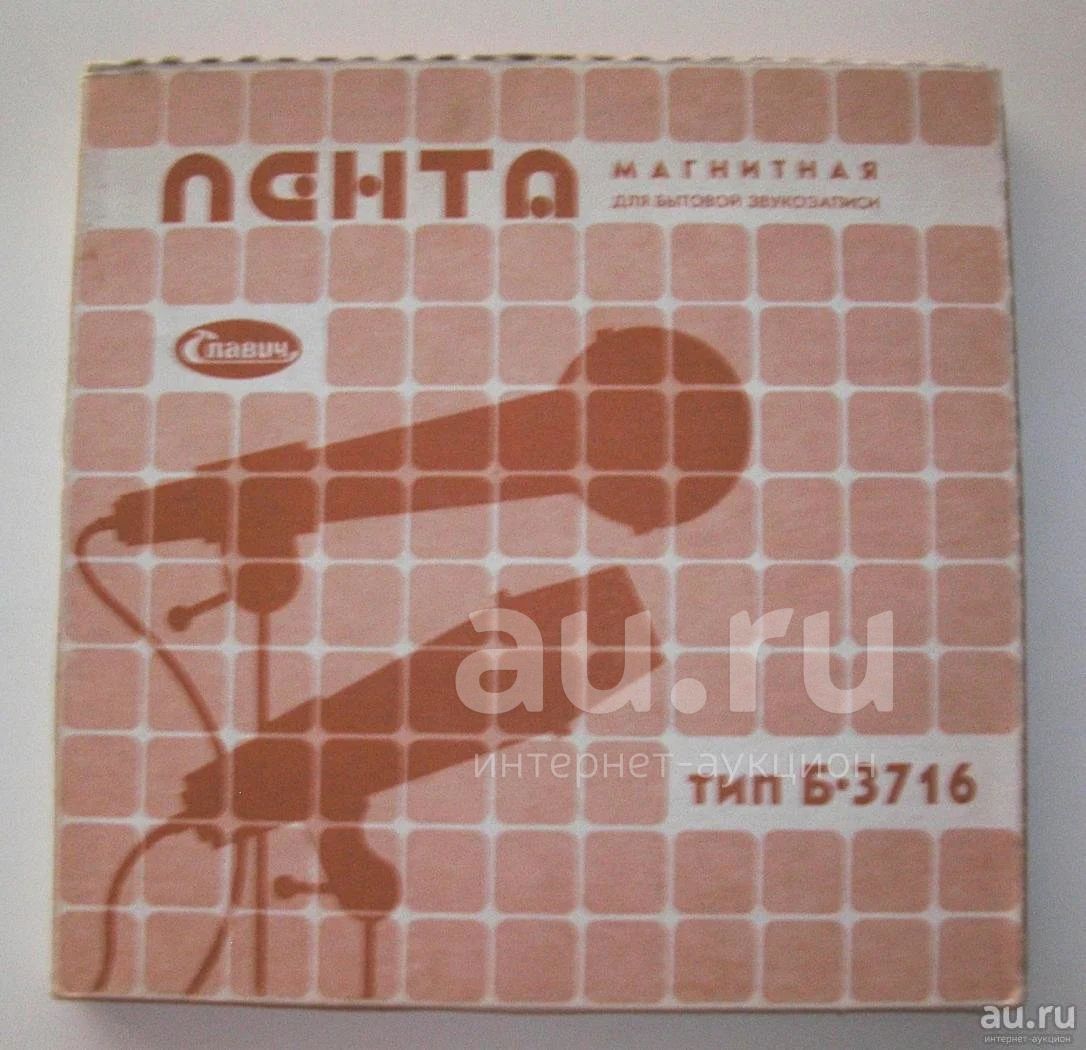 ЛЕНТА
МАГНИТНАЯ
ДЛЯ БЫТОВОЙ ЗВУКОЗАПИСИ
Славич
au.ru
интернет-аукцион
тип Б-3716
au.ru
интернет-аукцион